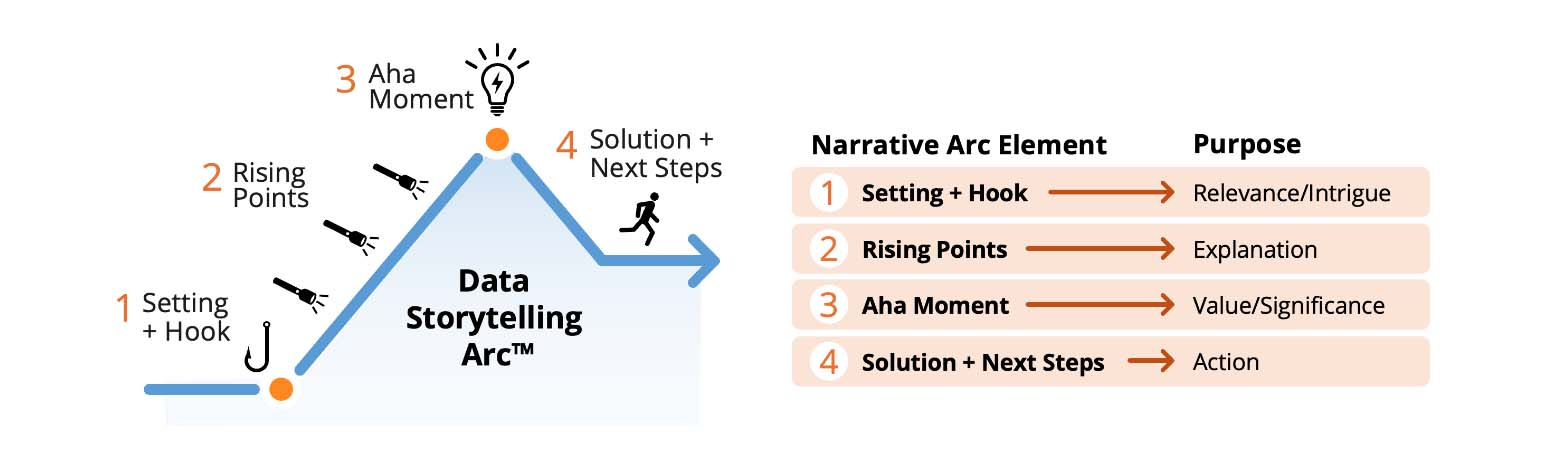 3 Aha
Moment
4 Solution +
Next Steps
2 Rising
Points
1 Setting
+ Hook
Data
Storytelling
Arc™
Narrative Arc Element Purpose
1 Setting + Hook Relevance/Intrigue
2 Rising Points Explanation
3 Aha Moment Value/Significance
4 Solution + Next Steps Action